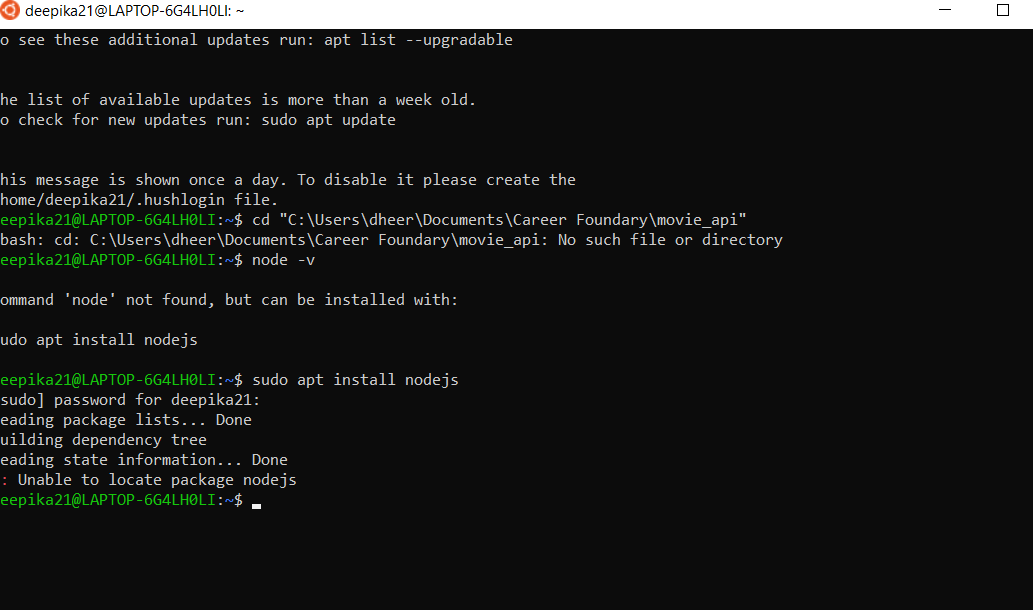 deepika21@LAPTOP-6G4LH0LI: ~
o see these additional updates run: apt list --upgradable
he list of available updates is more than a week old.
o check for new updates run: sudo apt update
his message is shown once a day. To disable it please create the
home/deepika21/.hushlogin file.
eepika21@LAPTOP-6G4LH0LI:~$ cd "C:\Users\dheer\Documents\Career Foundary\movie_api"
bash: cd: C:\Users\dheer\Documents\Career Foundary\movie_api: No such file or directory
eepika21@LAPTOP-6G4LH0LI:~$ node -v
ommand 'node' not found, but can be installed with:
udo apt install nodejs
eepika21@LAPTOP-6G4LH0LI:~$ sudo apt install nodejs
sudo] password for deepika21:
eading package lists... Done
uilding dependency tree
eading state information... Done
: Unable to locate package nodejs
eepika21@LAPTOP-6G4LH0LI:~$